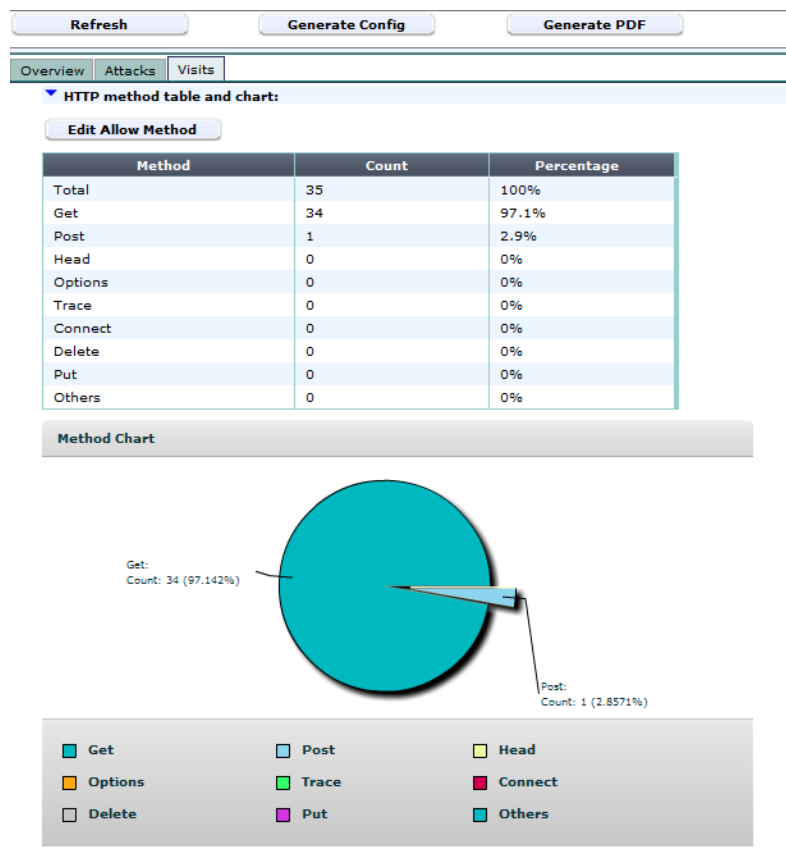 Refresh Generate Config Generate PDF
Overview Attacks Visits
HTTP method table and chart:
Edit Allow Method
Method Count Percentage
Total 35 100%
Get 34 97.1%
Post 1 2.9%
Head 0 0%
Options 0 0%
Trace 0 0%
Connect 0 0%
Delete 0 0%
Put 0 0%
Others 0 0%
Method Chart
Get:
Count: 34 (97.142%)
Post:
Count: 1 (2.8571%)
Get Post Head
Options Trace Connect
Delete Put Others